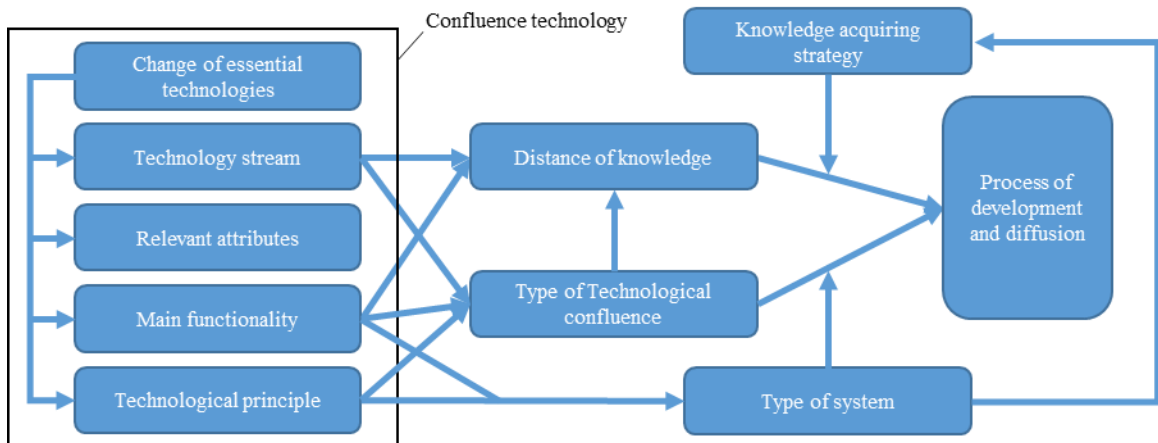 Confluence technology
Change of essential
technologies
Technology stream
Relevant attributes
Main functionality
Technological principle
Distance of knowledge
Type of Technological
confluence
Knowledge acquiring
strategy
Type of system
Process of
development
and diffusion